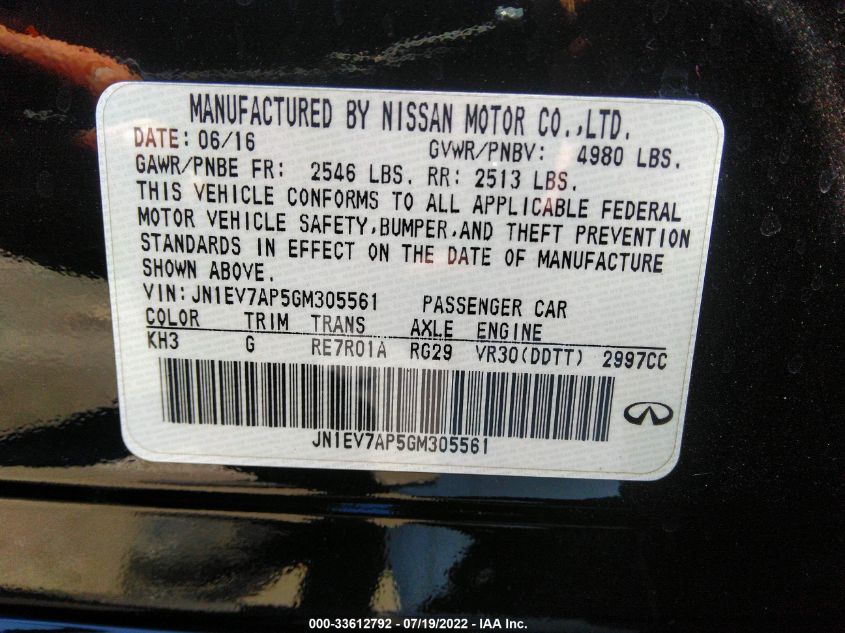 MANUFACTURED BY NISSAN MOTOR CO.,LTD.
DATE: 06/16 GVWR/PNBV: 4980 LBS.
GAWR/PNBE FR: 2546 LBS. RR: 2513 LBS.
THIS VEHICLE CONFORMS TO ALL APPLICABLE FEDERAL
MOTOR VEHICLE SAFETY,BUMPER,AND THEFT PREVENTION
STANDARDS IN EFFECT ON THE DATE OF MANUFACTURE
SHOWN ABOVE.
VIN:JN1EV7AP5GM305561 PASSENGER CAR
COLOR TRIM TRANS AXLE ENGINE
KH3 G RE7R01A RG29 VR30(DDTT) 2997CC
JN1EV7AP5GM305561
000-33612792 - 07/19/2022 - IAA Inc.